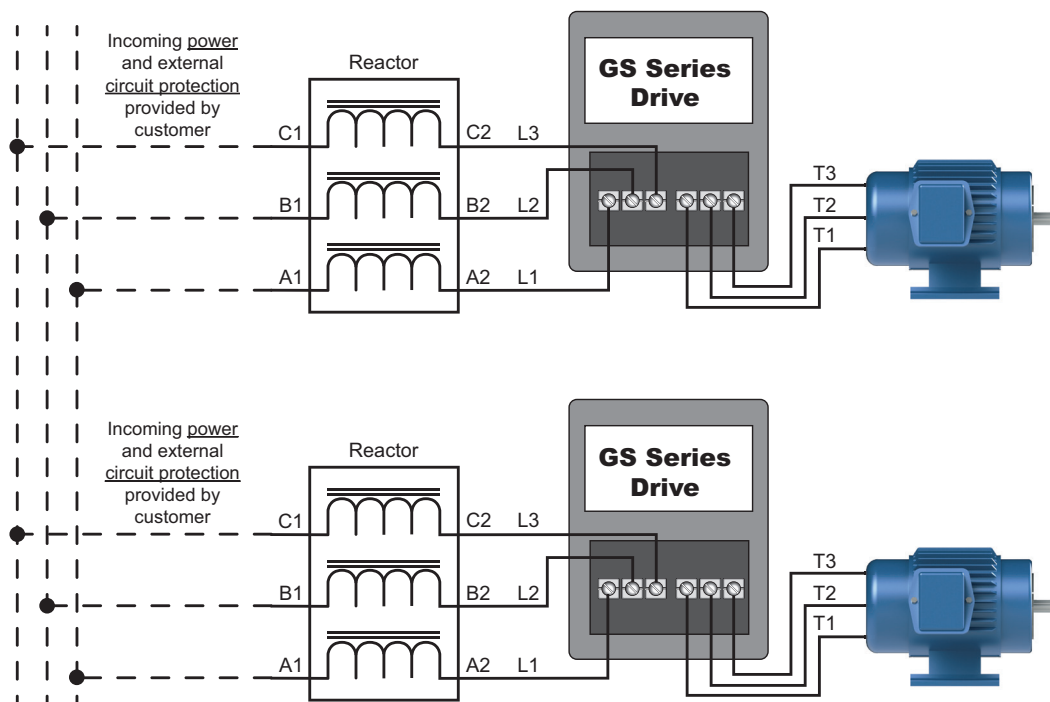 Incoming power
and external
circuit protection
provided by
customer
Reactor
GS Series
Drive
C1
C2
L3
B1
B2
L2
A1
A2
L1
T3
T2
T1
Incoming power
and external
circuit protection
provided by
customer
Reactor
GS Series
Drive
C1
C2
L3
B1
B2
L2
A1
A2
L1
T3
T2
T1